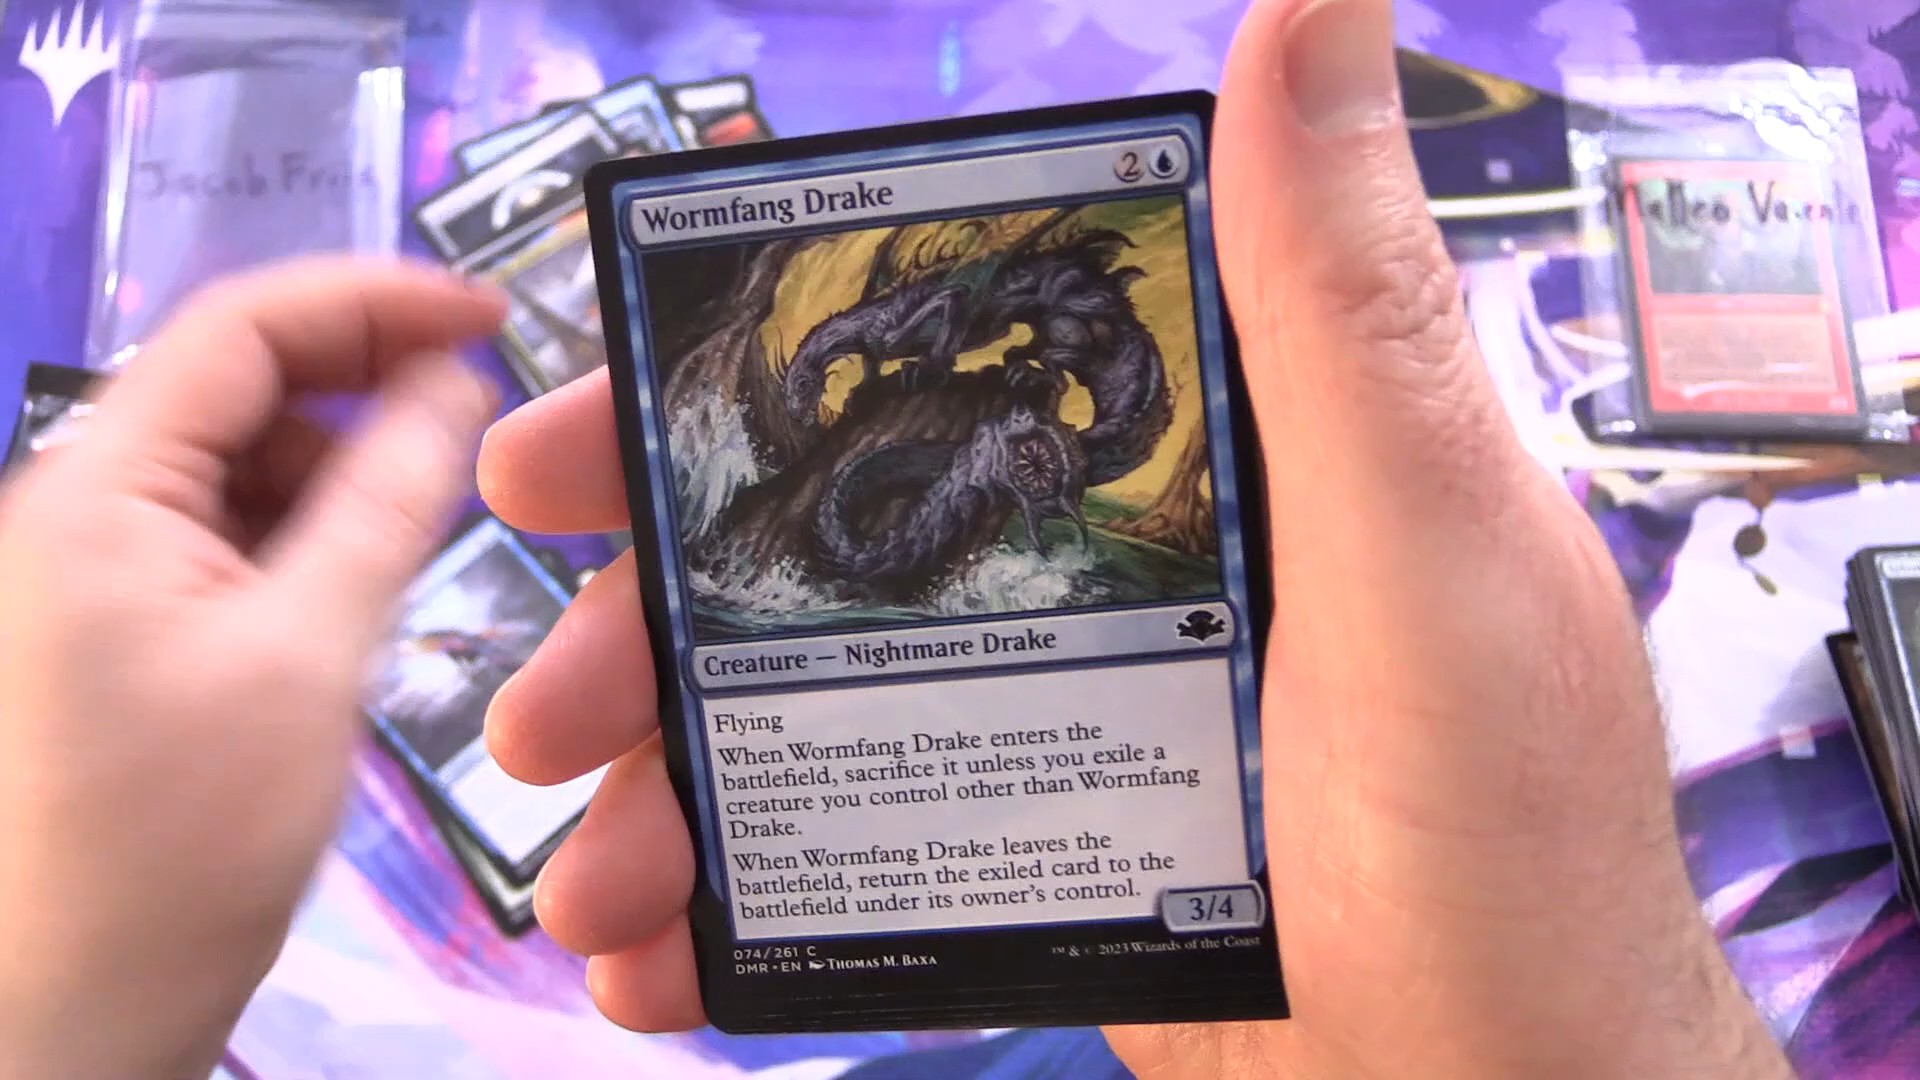 Jacob
Wormfang Drake
2
Creature — Nightmare Drake
Flying
When Wormfang Drake enters the
battlefield, sacrifice it unless you exile a
creature you control other than Wormfang
Drake.
When Wormfang Drake leaves the
battlefield, return the exiled card to the
battlefield under its owner's control.
3/4
074/261 C
DMR • EN Thomas M. Baxa
™ & © 2023 Wizards of the Coast